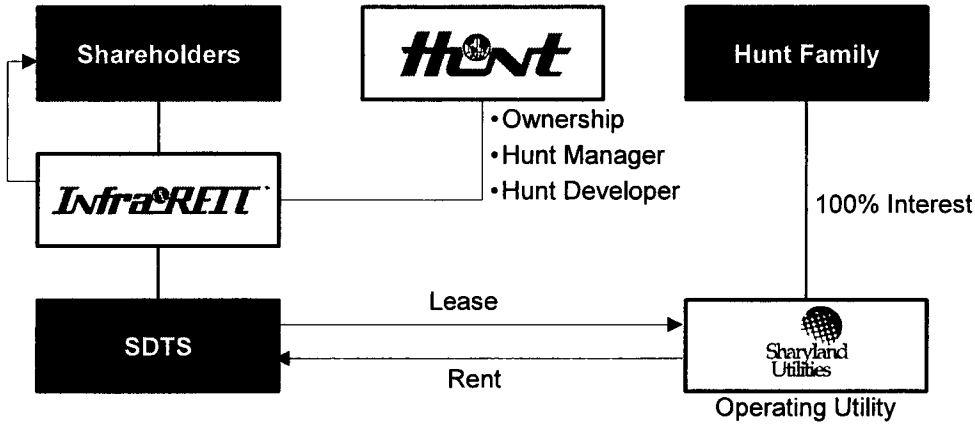 Shareholders
Hunt
Hunt Family
•Ownership
•Hunt Manager
•Hunt Developer
InfraREIT
100% Interest
SDTS
Lease
Rent
Sharyland
Utilities
Operating Utility